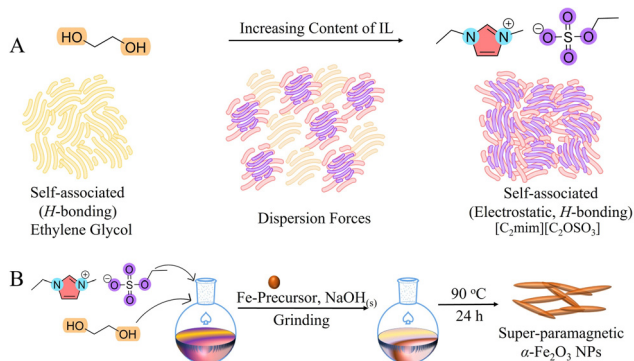 A
HO
OH
Increasing Content of IL
N
N
+
−
O
O
S
O
O
Self-associated
(H-bonding)
Ethylene Glycol
Dispersion Forces
Self-associated
(Electrostatic, H-bonding)
[C₂mim][C₂OSO₃]
B
N
N
+
−
O
O
S
O
O
HO
OH
Fe-Precursor, NaOH₍s₎
Grinding
90 °C
24 h
Super-paramagnetic
α-Fe₂O₃ NPs